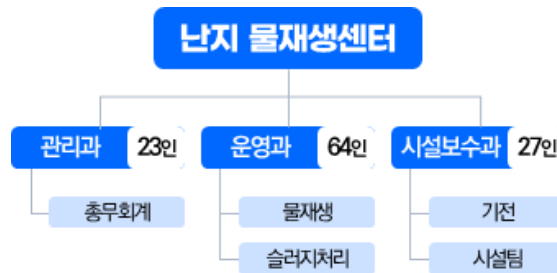 난지 물재생센터
관리과 23인 운영과 64인 시설보수과 27인
총무회계 물재생 기전
슬러지처리 시설팀